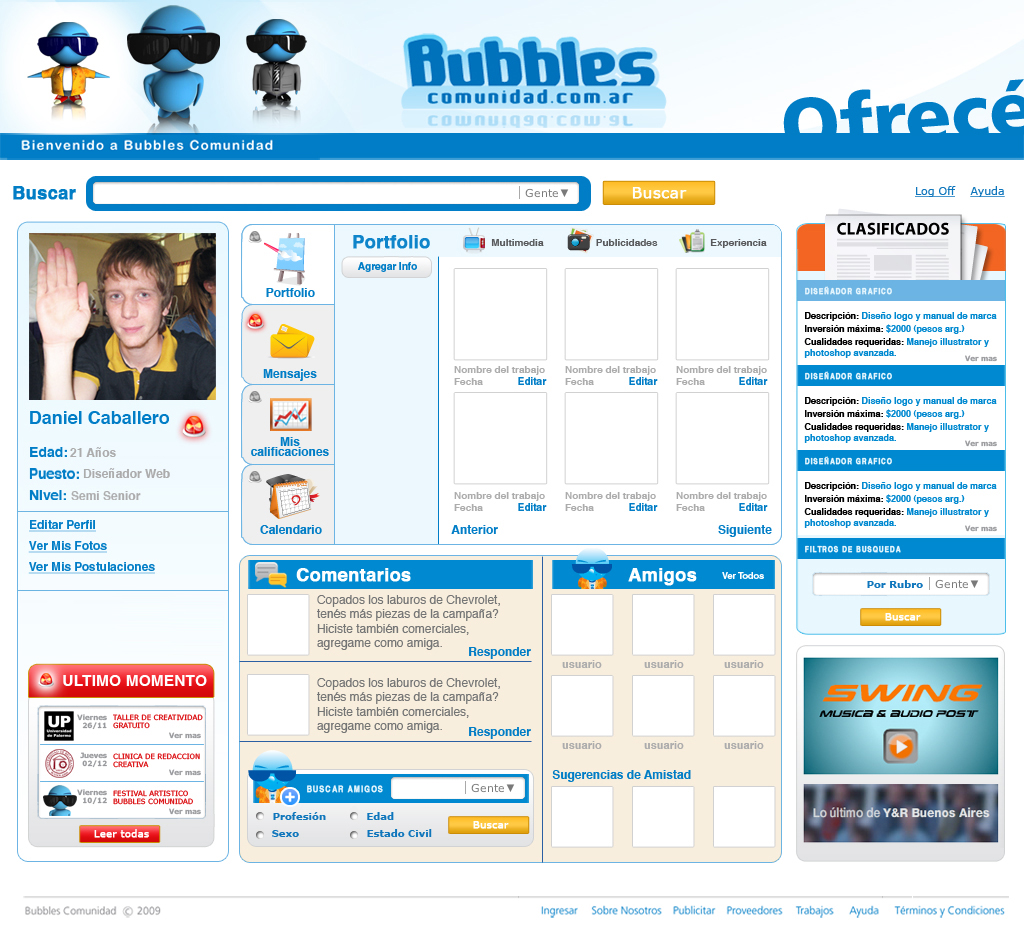 Bubbles
comunidad.com.ar
Ofrecé
Bienvenido a Bubbles Comunidad
Buscar
Gente▼
Buscar
Log Off
Ayuda
Daniel Caballero
Edad: 21 Años
Puesto: Diseñador Web
Nivel: Semi Senior
Editar Perfil
Ver Mis Fotos
Ver Mis Postulaciones
ULTIMO MOMENTO
UP
Universidad
de Palermo
Viernes
26/11
TALLER DE CREATIVIDAD
GRATUITO
Ver mas
Jueves
02/12
CLINICA DE REDACCION
CREATIVA
Ver mas
Viernes
10/12
FESTIVAL ARTISTICO
BUBBLES COMUNIDAD
Ver mas
Leer todas
Portfolio
Mensajes
Mis
calificaciones
Calendario
Portfolio
Agregar Info
Multimedia
Publicidades
Experiencia
Nombre del trabajo
Fecha
Editar
Nombre del trabajo
Fecha
Editar
Nombre del trabajo
Fecha
Editar
Nombre del trabajo
Fecha
Editar
Nombre del trabajo
Fecha
Editar
Nombre del trabajo
Fecha
Editar
Anterior
Siguiente
Comentarios
Copados los laburos de Chevrolet,
tenés más piezas de la campaña?
Hiciste también comerciales,
agregame como amiga.
Responder
Copados los laburos de Chevrolet,
tenés más piezas de la campaña?
Hiciste también comerciales,
agregame como amiga.
Responder
BUSCAR AMIGOS
Gente▼
Profesión
Edad
Sexo
Estado Civil
Buscar
Amigos
Ver Todos
usuario
usuario
usuario
usuario
usuario
usuario
Sugerencias de Amistad
CLASIFICADOS
DISEÑADOR GRAFICO
Descripción: Diseño logo y manual de marca
Inversión máxima: $2000 (pesos arg.)
Cualidades requeridas: Manejo illustrator y
photoshop avanzada.
Ver mas
DISEÑADOR GRAFICO
Descripción: Diseño logo y manual de marca
Inversión máxima: $2000 (pesos arg.)
Cualidades requeridas: Manejo illustrator y
photoshop avanzada.
Ver mas
DISEÑADOR GRAFICO
Descripción: Diseño logo y manual de marca
Inversión máxima: $2000 (pesos arg.)
Cualidades requeridas: Manejo illustrator y
photoshop avanzada.
Ver mas
FILTROS DE BUSQUEDA
Por Rubro
Gente▼
Buscar
SWING
MUSICA & AUDIO POST
Lo último de Y&R Buenos Aires
Bubbles Comunidad © 2009
Ingresar
Sobre Nosotros
Publicitar
Proveedores
Trabajos
Ayuda
Términos y Condiciones